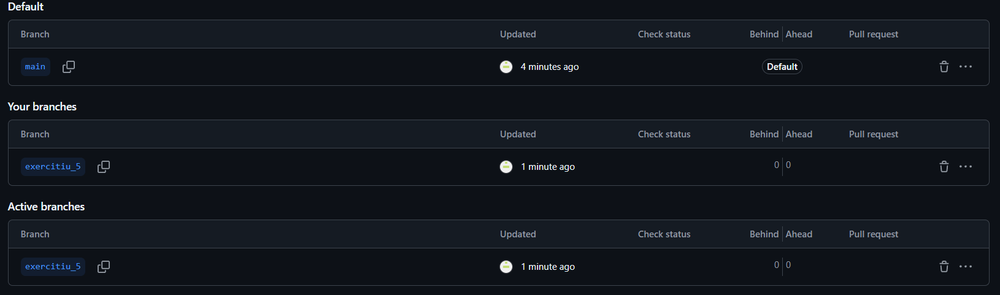 Default
Branch Updated Check status Behind Ahead Pull request
main 4 minutes ago Default
Your branches
Branch Updated Check status Behind Ahead Pull request
exercitiu_5 1 minute ago 0 0
Active branches
Branch Updated Check status Behind Ahead Pull request
exercitiu_5 1 minute ago 0 0